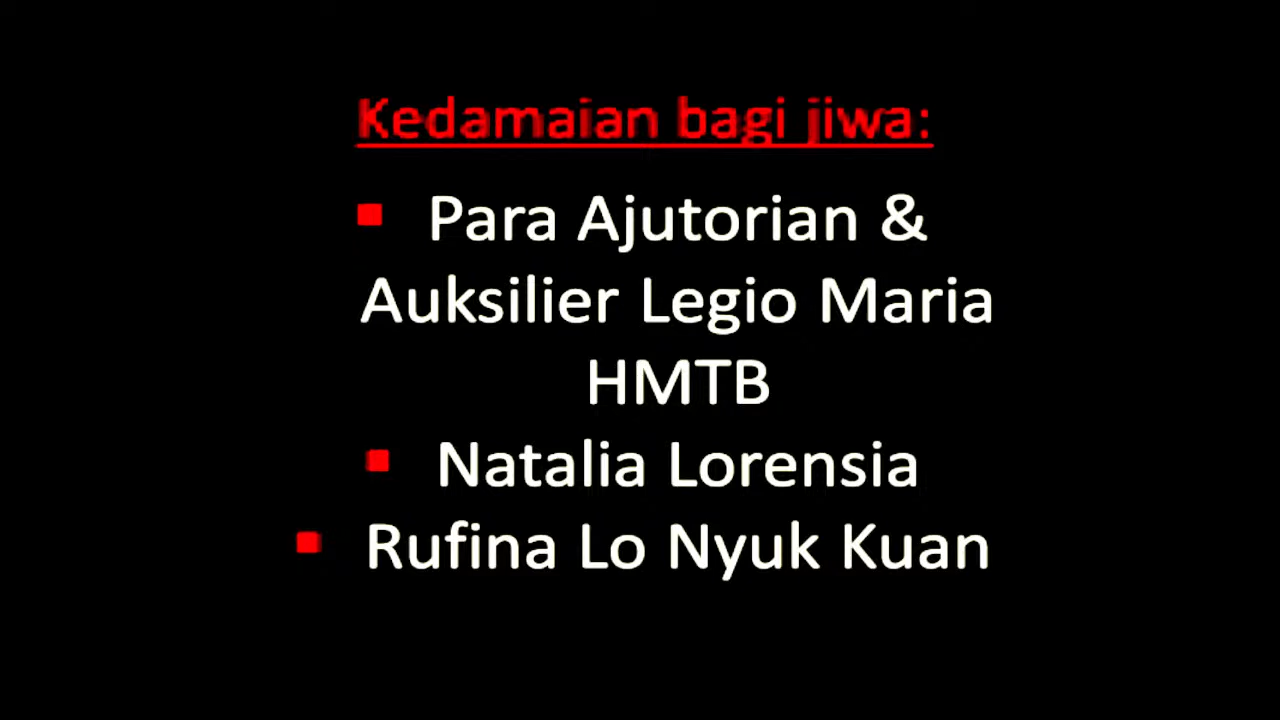 Kedamaian bagi jiwa:
▪ Para Ajutorian &
Auksilier Legio Maria
HMTB
▪ Natalia Lorensia
▪ Rufina Lo Nyuk Kuan